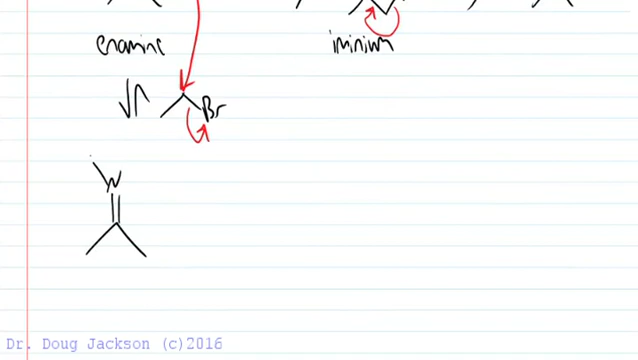 enamine
iminium
Br
N
Dr. Doug Jackson (c)2016